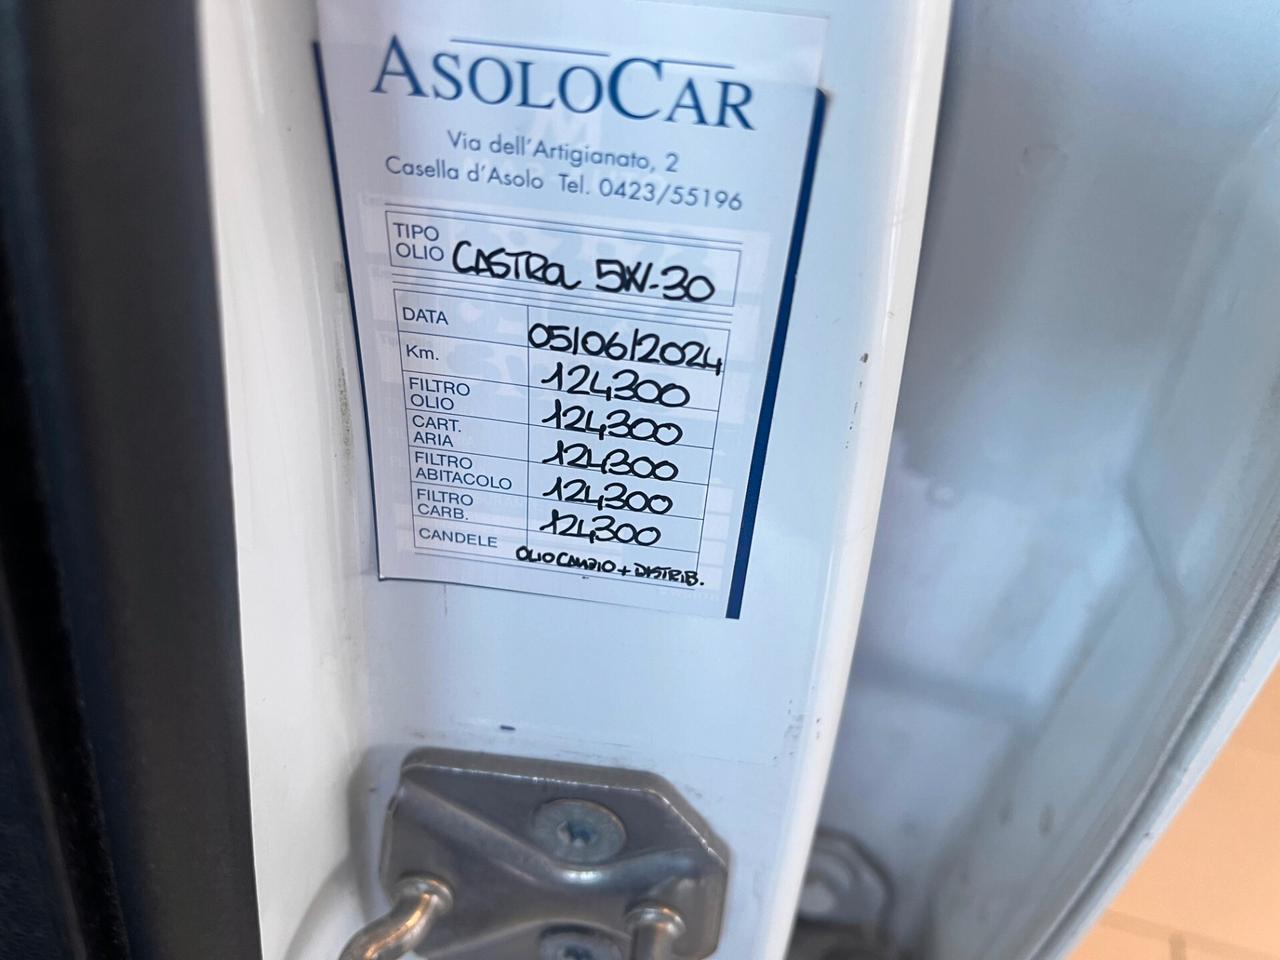 ASOLOCAR
Via dell'Artigianato, 2
Casella d'Asolo Tel. 0423/55196
TIPO
OLIO CASTROL 5W-30
DATA 05/06/2024
Km. 124300
FILTRO
OLIO 124300
CART.
ARIA 124300
FILTRO
ABITACOLO 124300
FILTRO
CARB. 124300
CANDELE OLIO CAMBIO + DISTRIB.